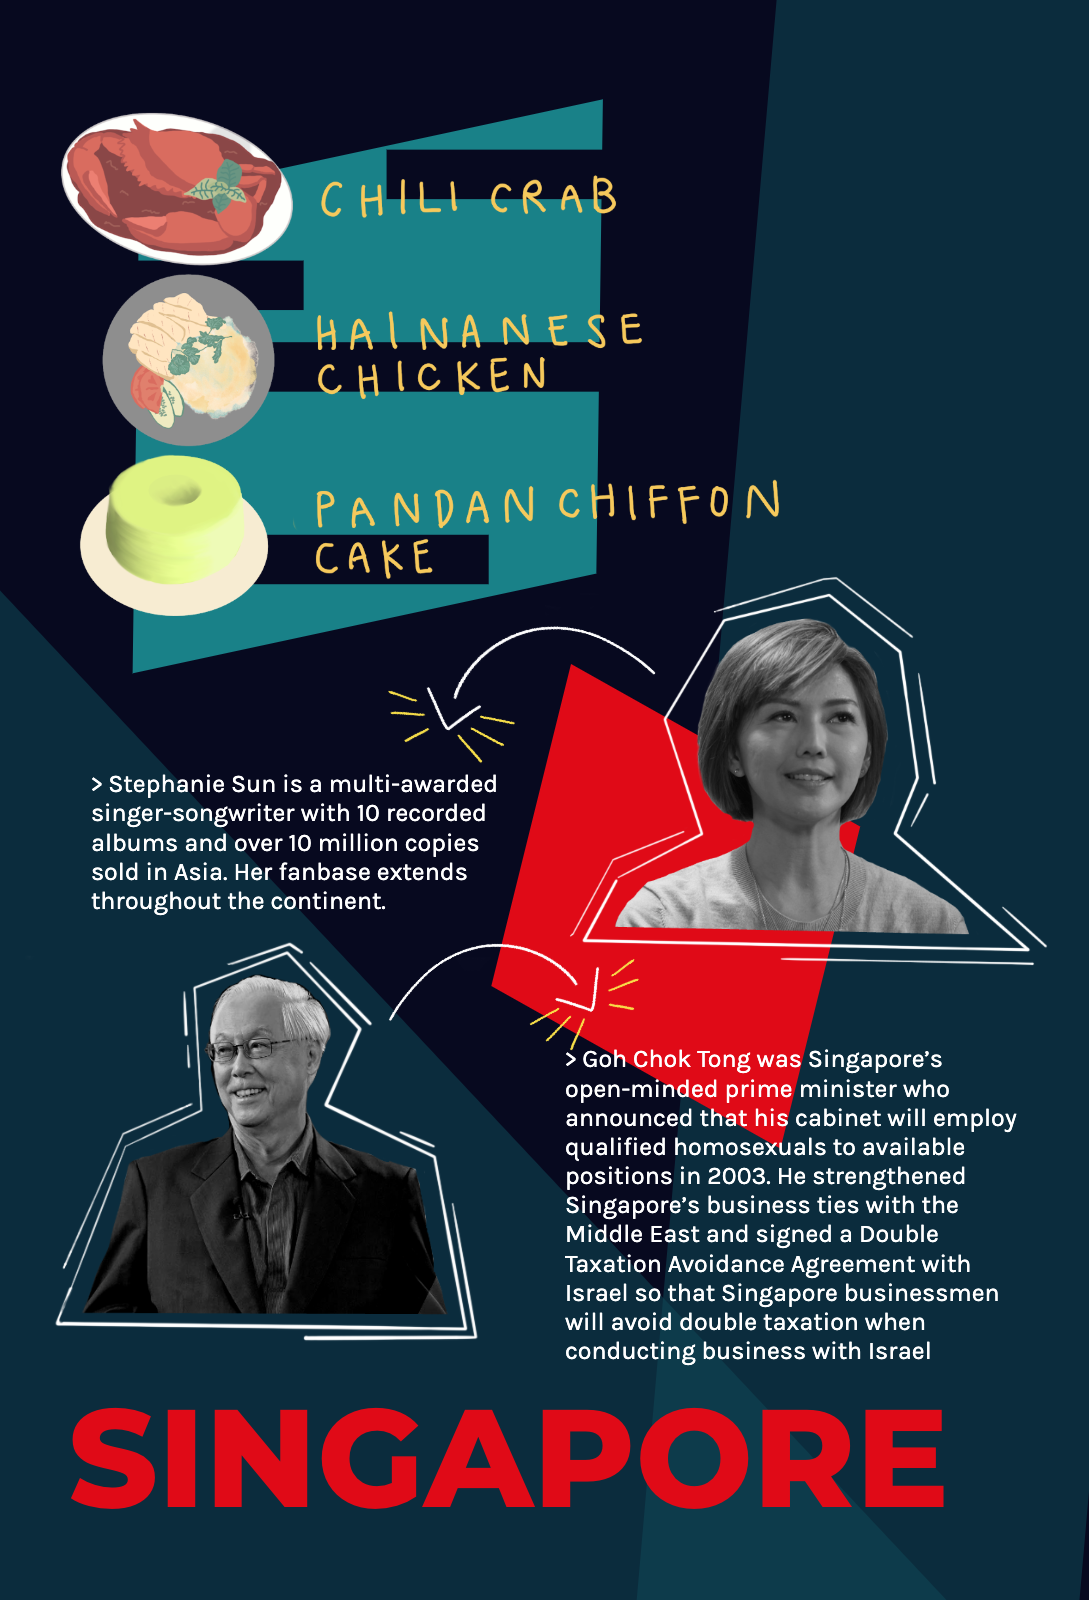 CHILI CRAB
HAINANESE
CHICKEN
PANDAN CHIFFON
CAKE
> Stephanie Sun is a multi-awarded
singer-songwriter with 10 recorded
albums and over 10 million copies
sold in Asia. Her fanbase extends
throughout the continent.
> Goh Chok Tong was Singapore’s
open-minded prime minister who
announced that his cabinet will employ
qualified homosexuals to available
positions in 2003. He strengthened
Singapore’s business ties with the
Middle East and signed a Double
Taxation Avoidance Agreement with
Israel so that Singapore businessmen
will avoid double taxation when
conducting business with Israel
SINGAPORE